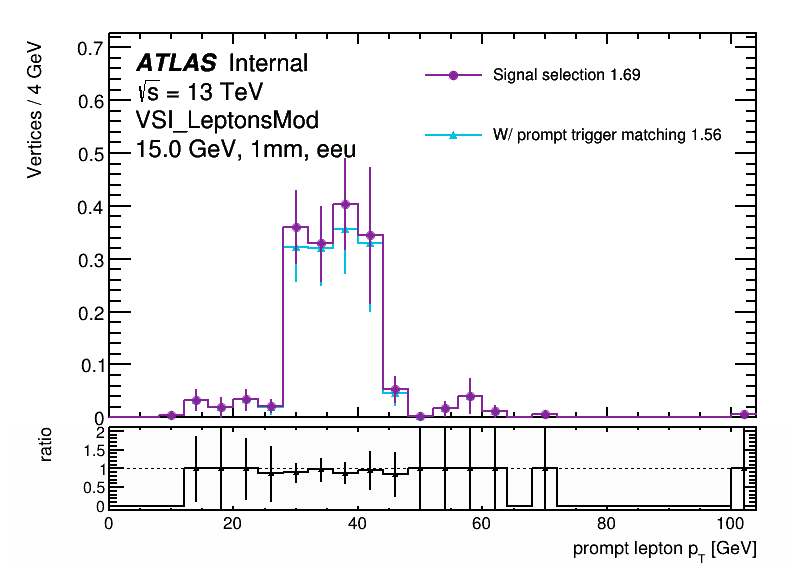 ATLAS Internal
√s = 13 TeV
VSI_LeptonsMod
15.0 GeV, 1mm, eeu
Signal selection 1.69
W/ prompt trigger matching 1.56
Vertices / 4 GeV
0.7
0.6
0.5
0.4
0.3
0.2
0.1
0
ratio
2
1.5
1
0.5
0
0 20 40 60 80 100
prompt lepton pT [GeV]